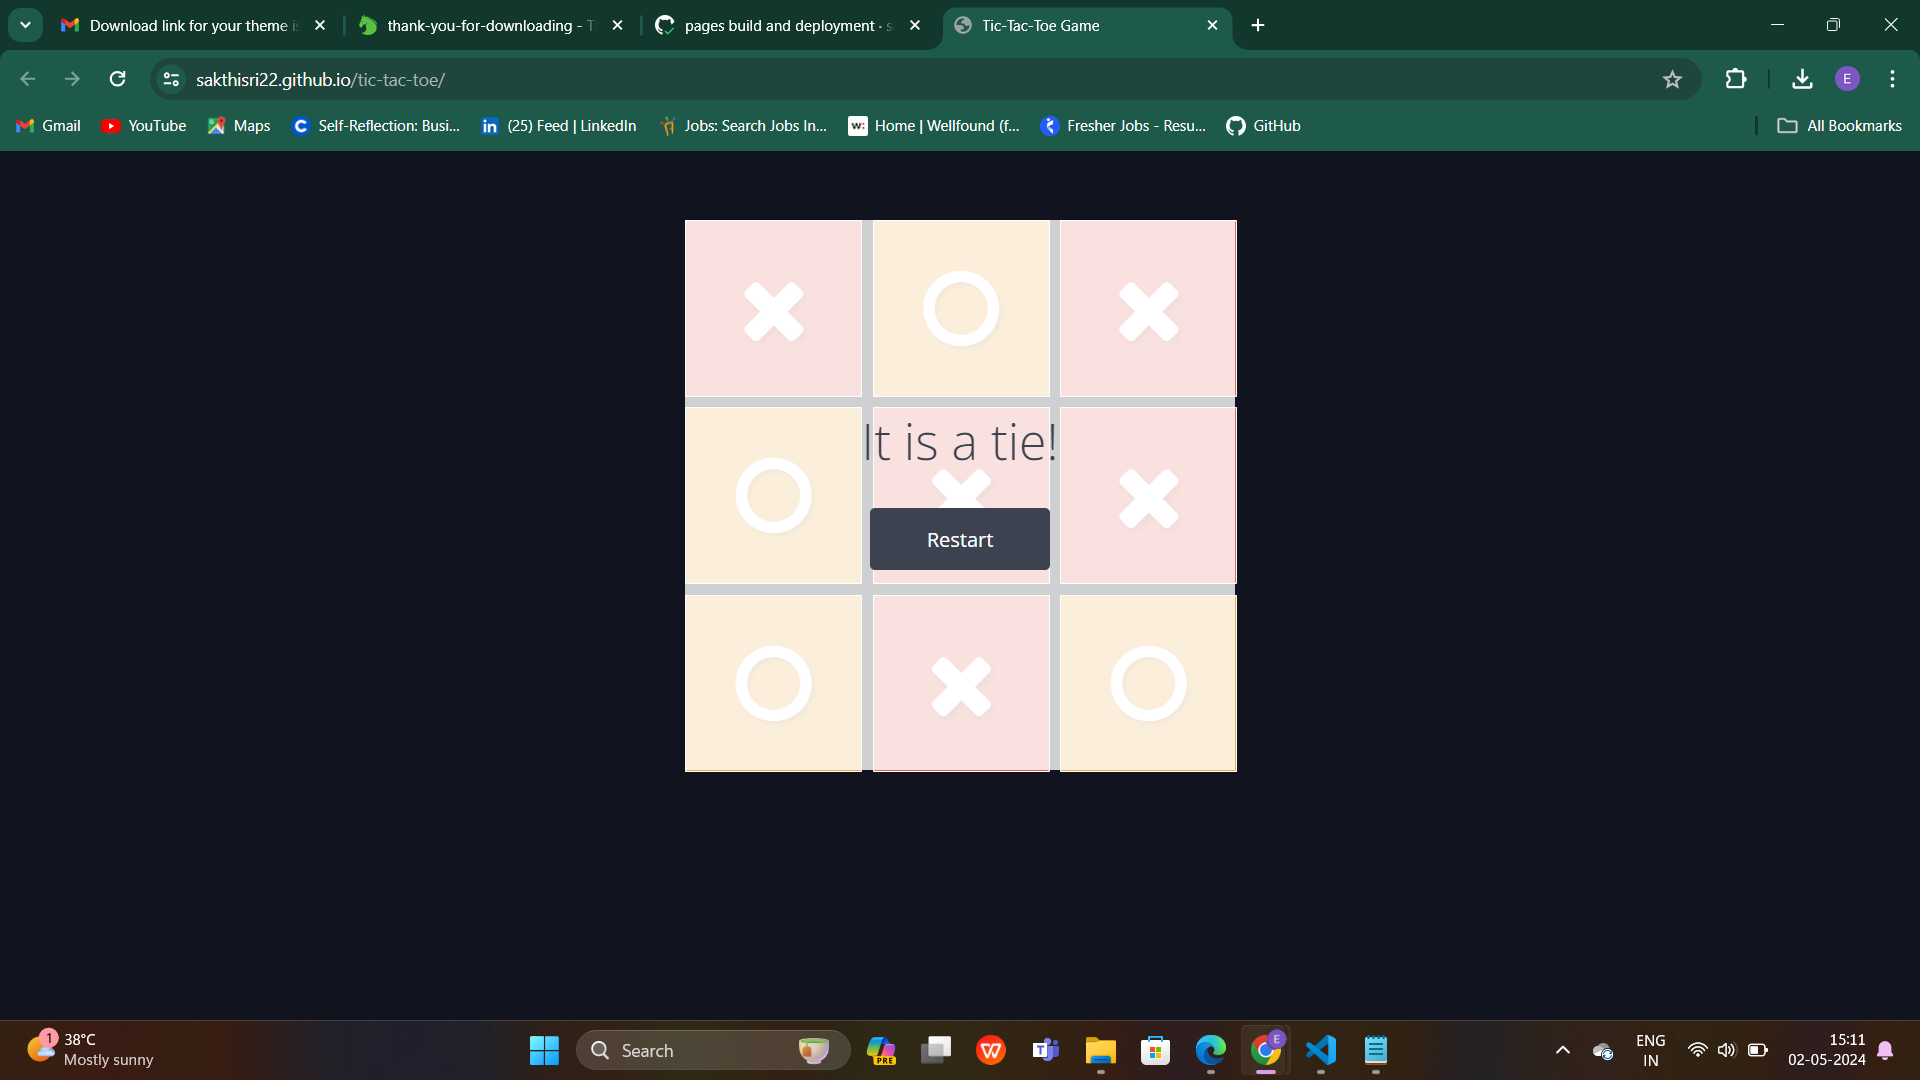 Download link for your theme i
thank-you-for-downloading - T
pages build and deployment · s
Tic-Tac-Toe Game
sakthisri22.github.io/tic-tac-toe/
E
Gmail
YouTube
Maps
Self-Reflection: Busi...
in (25) Feed | LinkedIn
Jobs: Search Jobs In...
w: Home | Wellfound (f...
Fresher Jobs - Resu...
GitHub
All Bookmarks
It is a tie!
Restart
1
38°C
Mostly sunny
Search
PRE
W
T
E
ENG
IN
15:11
02-05-2024